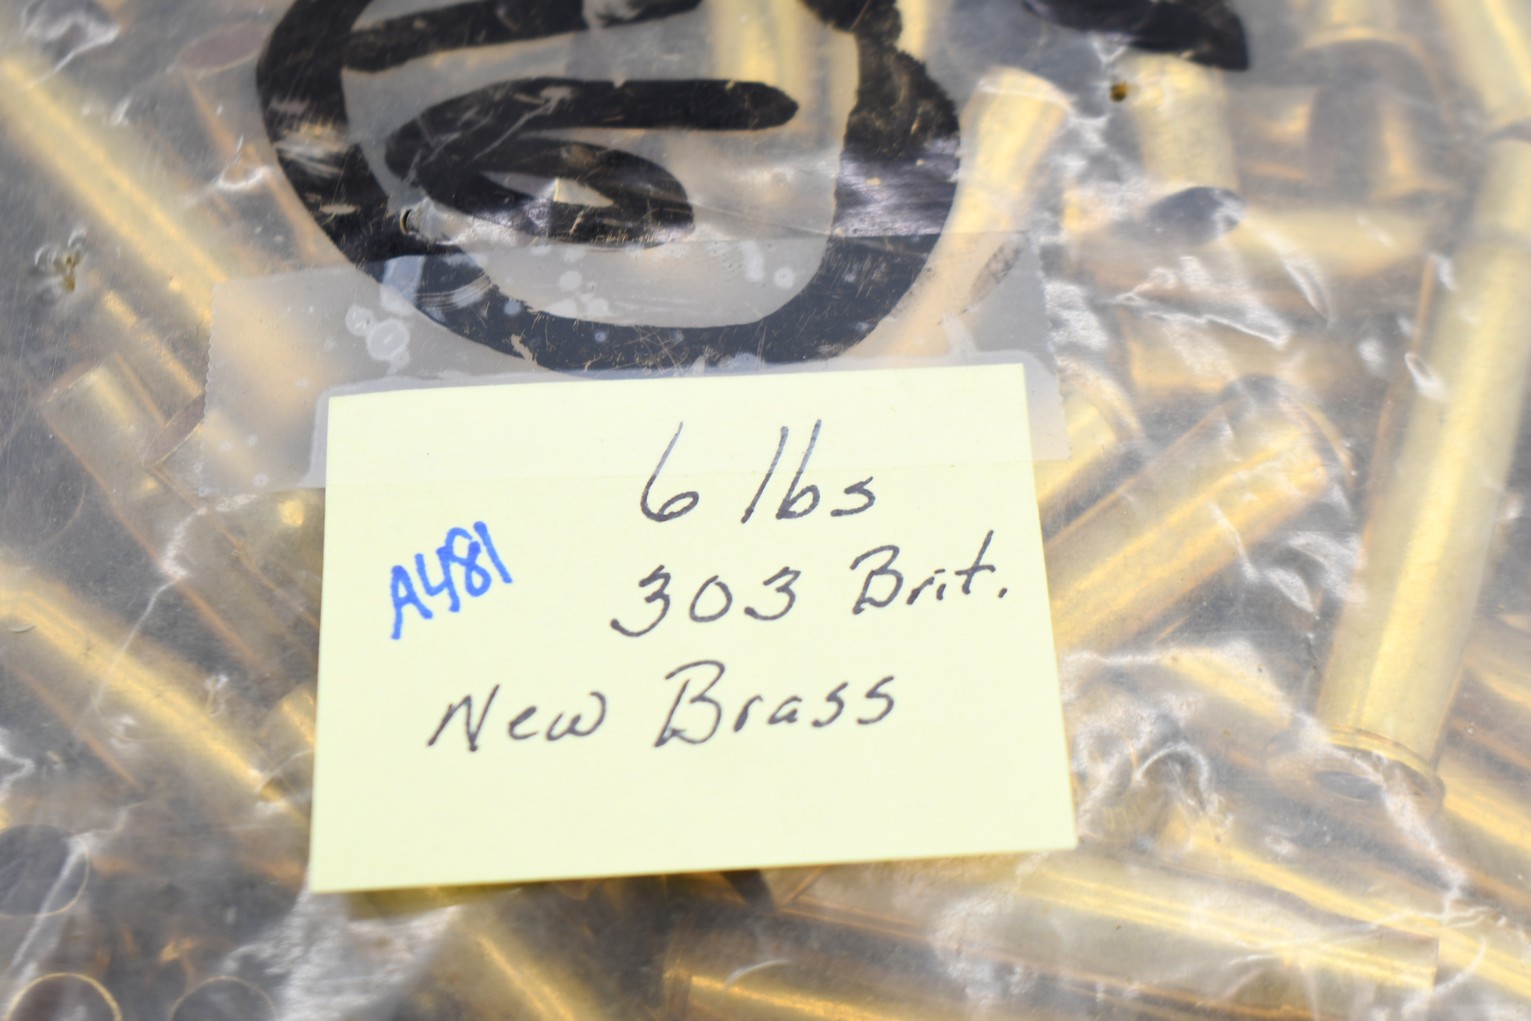 6 lbs
A481
303 Brit.
New Brass